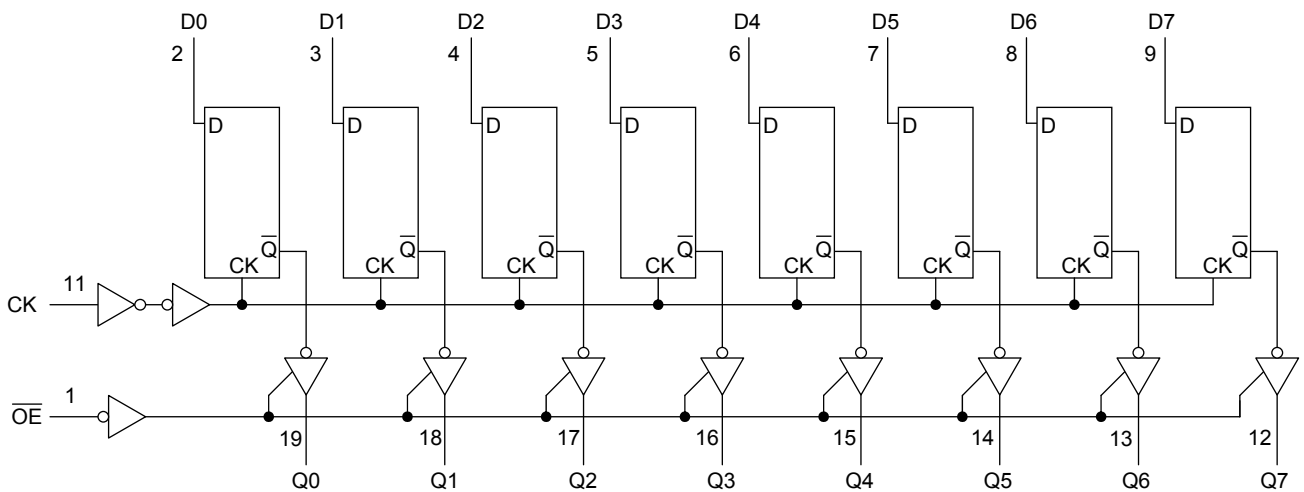 D0 D1 D2 D3 D4 D5 D6 D7
2 3 4 5 6 7 8 9
D D D D D D D D
Q̅ Q̅ Q̅ Q̅ Q̅ Q̅ Q̅ Q̅
CK CK CK CK CK CK CK CK
11
CK
1
O̅E̅
19 18 17 16 15 14 13 12
Q0 Q1 Q2 Q3 Q4 Q5 Q6 Q7